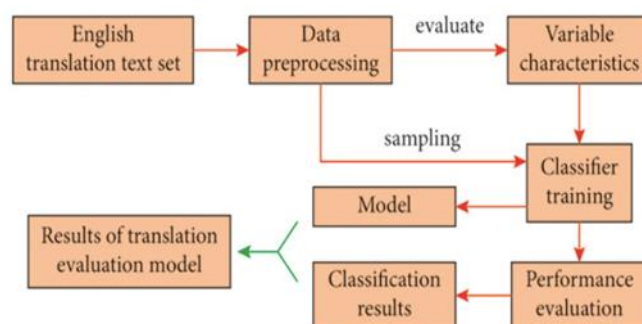 English
translation text set
Data
preprocessing
evaluate
Variable
characteristics
sampling
Classifier
training
Model
Results of translation
evaluation model
Classification
results
Performance
evaluation